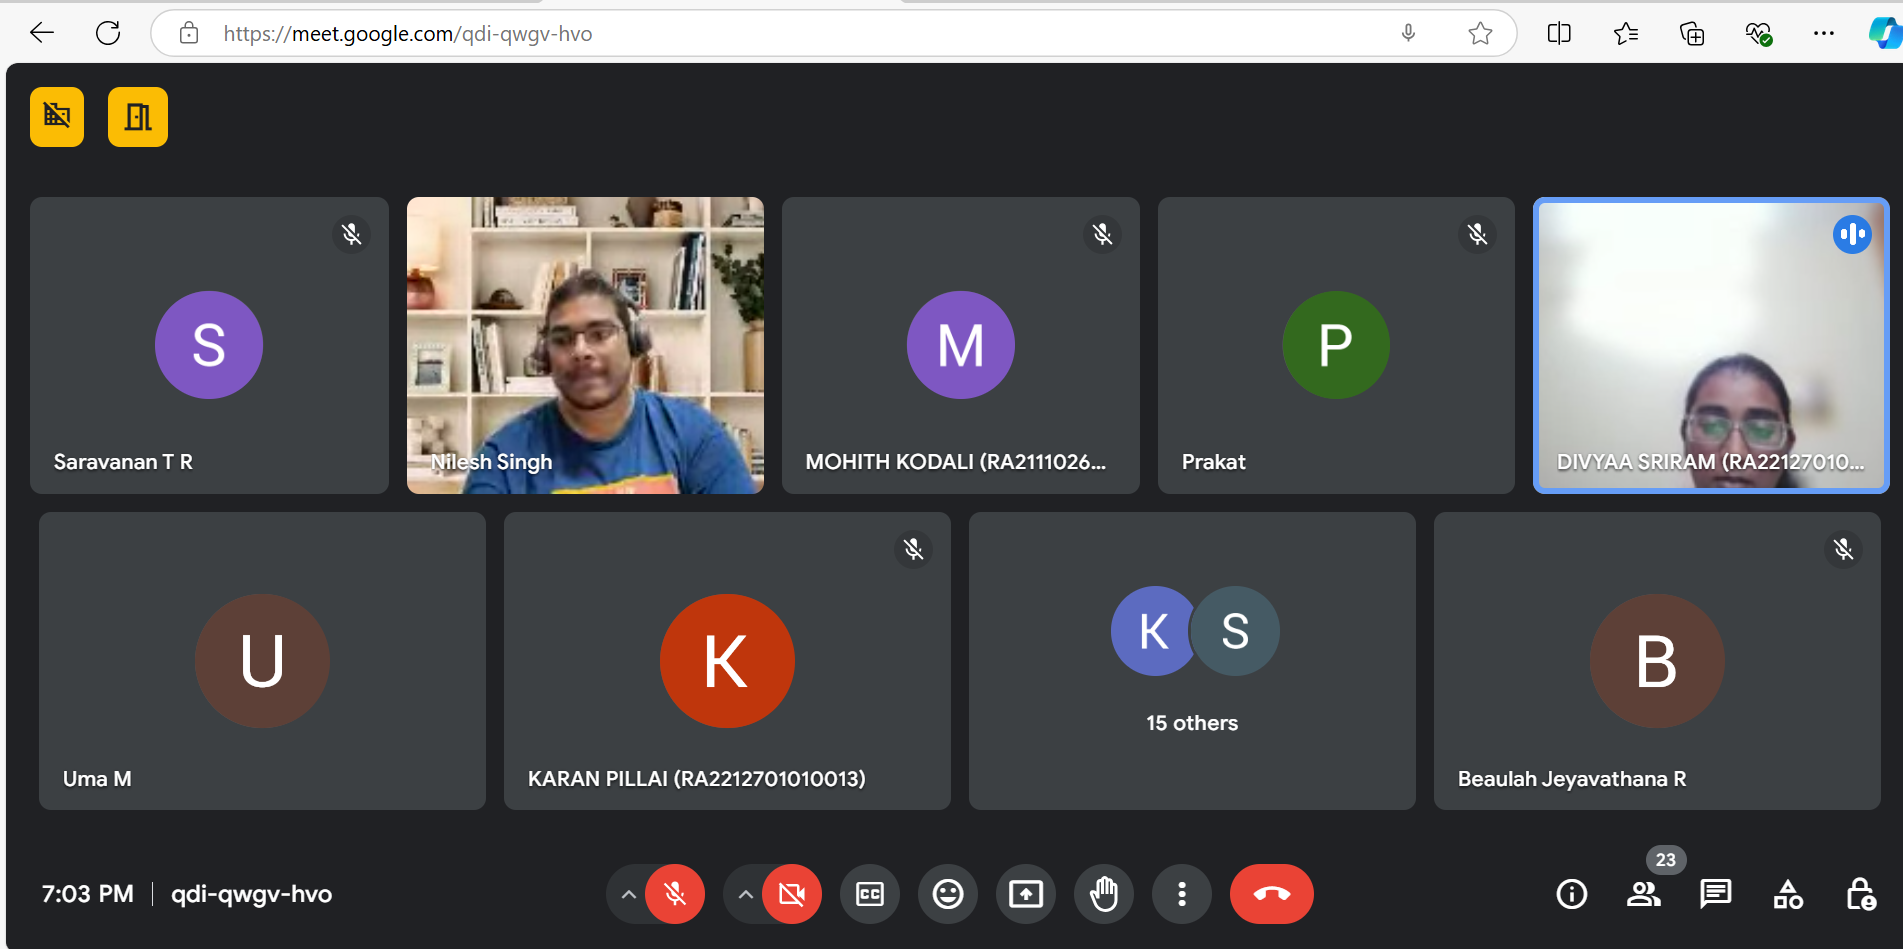 https://meet.google.com/qdi-qwgv-hvo
S
Saravanan T R
Nilesh Singh
M
MOHITH KODALI (RA2111026...
P
Prakat
DIVYAA SRIRAM (RA22127010...
U
Uma M
K
KARAN PILLAI (RA2212701010013)
K S
15 others
B
Beaulah Jeyavathana R
23
7:03 PM | qdi-qwgv-hvo
CC